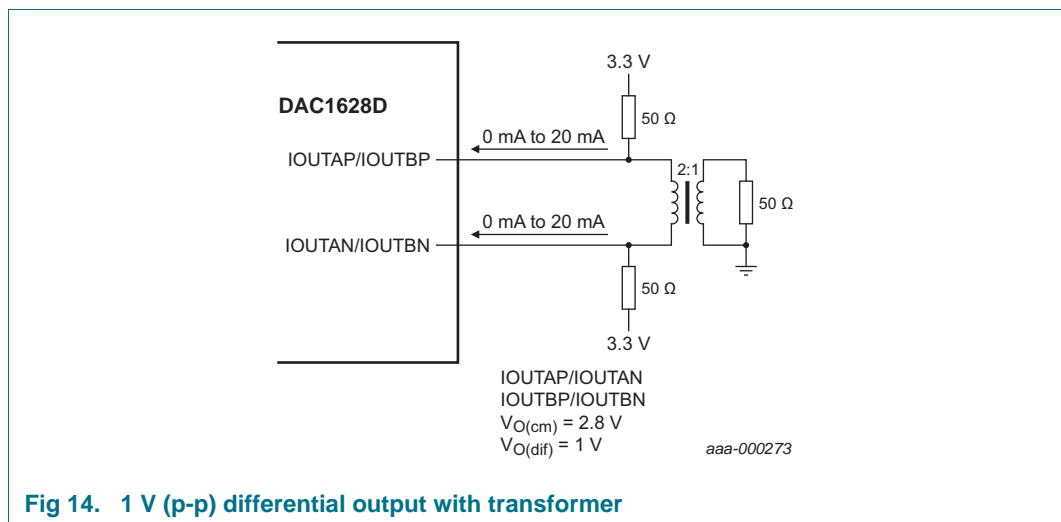 3.3 V
DAC1628D
50 Ω
0 mA to 20 mA
IOUTAP/IOUTBP
2:1
50 Ω
0 mA to 20 mA
IOUTAN/IOUTBN
50 Ω
3.3 V
IOUTAP/IOUTAN
IOUTBP/IOUTBN
VO(cm) = 2.8 V
VO(dif) = 1 V
aaa-000273
Fig 14. 1 V (p-p) differential output with transformer